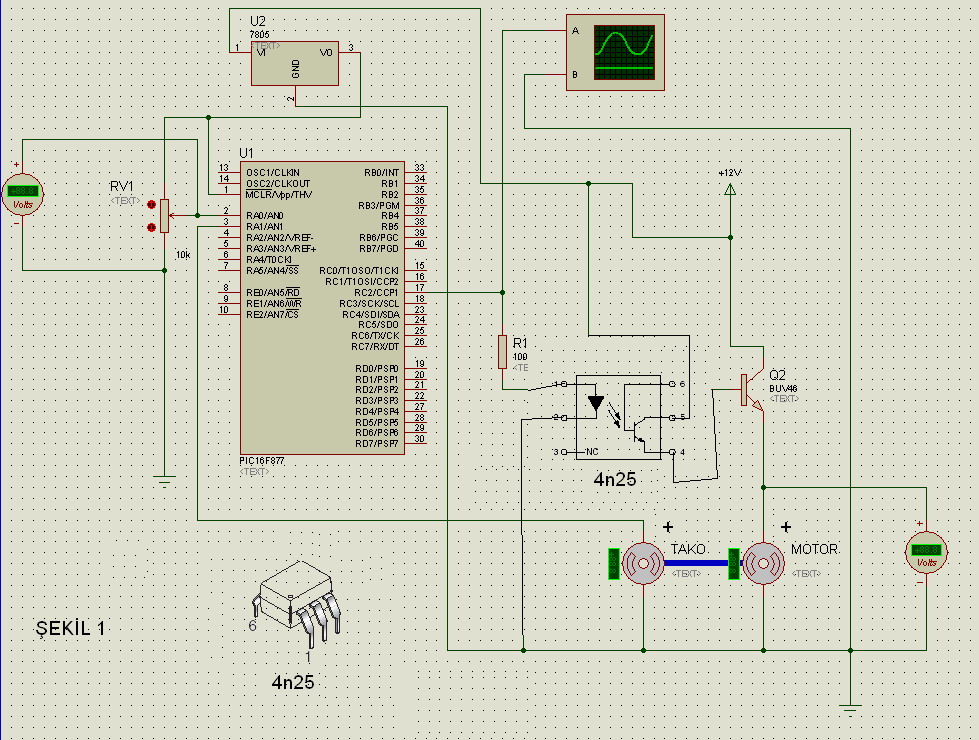 U2
7805
<TEXT>
1
VI
VO
3
GND
2
A
B
U1
13
OSC1/CLKIN
14
OSC2/CLKOUT
1
MCLR/Vpp/THV
2
RA0/AN0
3
RA1/AN1
4
RA2/AN2/VREF-
5
RA3/AN3/VREF+
6
RA4/T0CKI
7
RA5/AN4/SS
8
RE0/AN5/RD
9
RE1/AN6/WR
10
RE2/AN7/CS
RB0/INT
33
RB1
34
RB2
35
RB3/PGM
36
RB4
37
RB5
38
RB6/PGC
39
RB7/PGD
40
RC0/T1OSO/T1CKI
15
RC1/T1OSI/CCP2
16
RC2/CCP1
17
RC3/SCK/SCL
18
RC4/SDI/SDA
23
RC5/SDO
24
RC6/TX/CK
25
RC7/RX/DT
26
RD0/PSP0
19
RD1/PSP1
20
RD2/PSP2
21
RD3/PSP3
22
RD4/PSP4
27
RD5/PSP5
28
RD6/PSP6
29
RD7/PSP7
30
PIC16F877
<TEXT>
+
Volts
-
RV1
<TEXT>
10k
+12V
R1
100
<TE
1
2
3
NC
6
5
4
4n25
Q2
BUV46
<TEXT>
+
TAKO.
<TEXT>
+
MOTOR.
<TEXT>
+
Volts
-
ŞEKİL 1
6
1
4n25